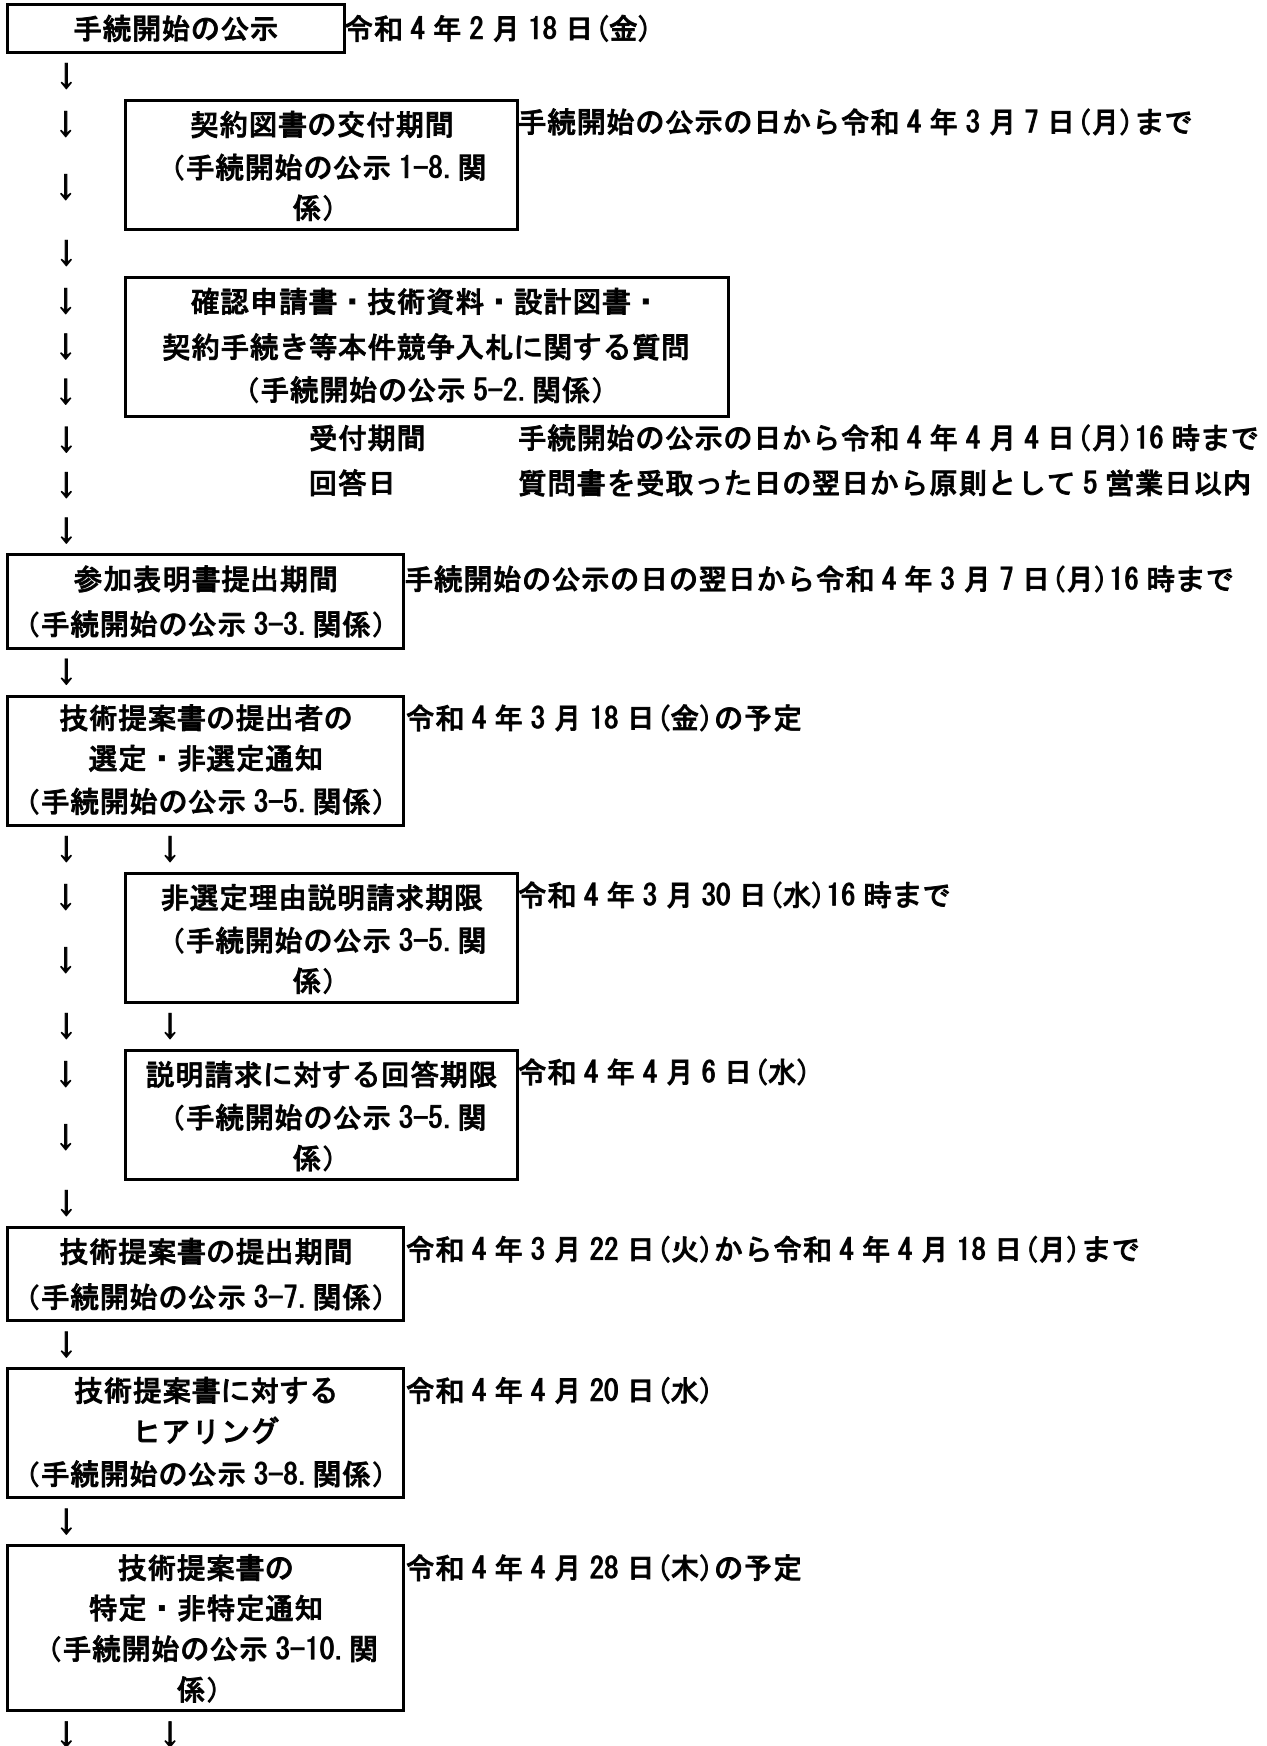 手続開始の公示 令和4年2月18日(金)
↓
↓ 契約図書の交付期間 手続開始の公示の日から令和4年3月7日(月)まで
(手続開始の公示1-8.関
↓
係)
↓
↓ 確認申請書・技術資料・設計図書・
↓ 契約手続き等本件競争入札に関する質問
↓ (手続開始の公示5-2.関係)
↓ 受付期間 手続開始の公示の日から令和4年4月4日(月)16時まで
↓ 回答日 質問書を受取った日の翌日から原則として5営業日以内
↓
参加表明書提出期間 手続開始の公示の日の翌日から令和4年3月7日(月)16時まで
(手続開始の公示3-3.関係)
↓
技術提案書の提出者の 令和4年3月18日(金)の予定
選定・非選定通知
(手続開始の公示3-5.関係)
↓ ↓
↓ 非選定理由説明請求期限 令和4年3月30日(水)16時まで
(手続開始の公示3-5.関
↓
係)
↓ ↓
↓ 説明請求に対する回答期限 令和4年4月6日(水)
(手続開始の公示3-5.関
↓
係)
↓
技術提案書の提出期間 令和4年3月22日(火)から令和4年4月18日(月)まで
(手続開始の公示3-7.関係)
↓
技術提案書に対する 令和4年4月20日(水)
ヒアリング
(手続開始の公示3-8.関係)
↓
技術提案書の 令和4年4月28日(木)の予定
特定・非特定通知
(手続開始の公示3-10.関
係)
↓ ↓